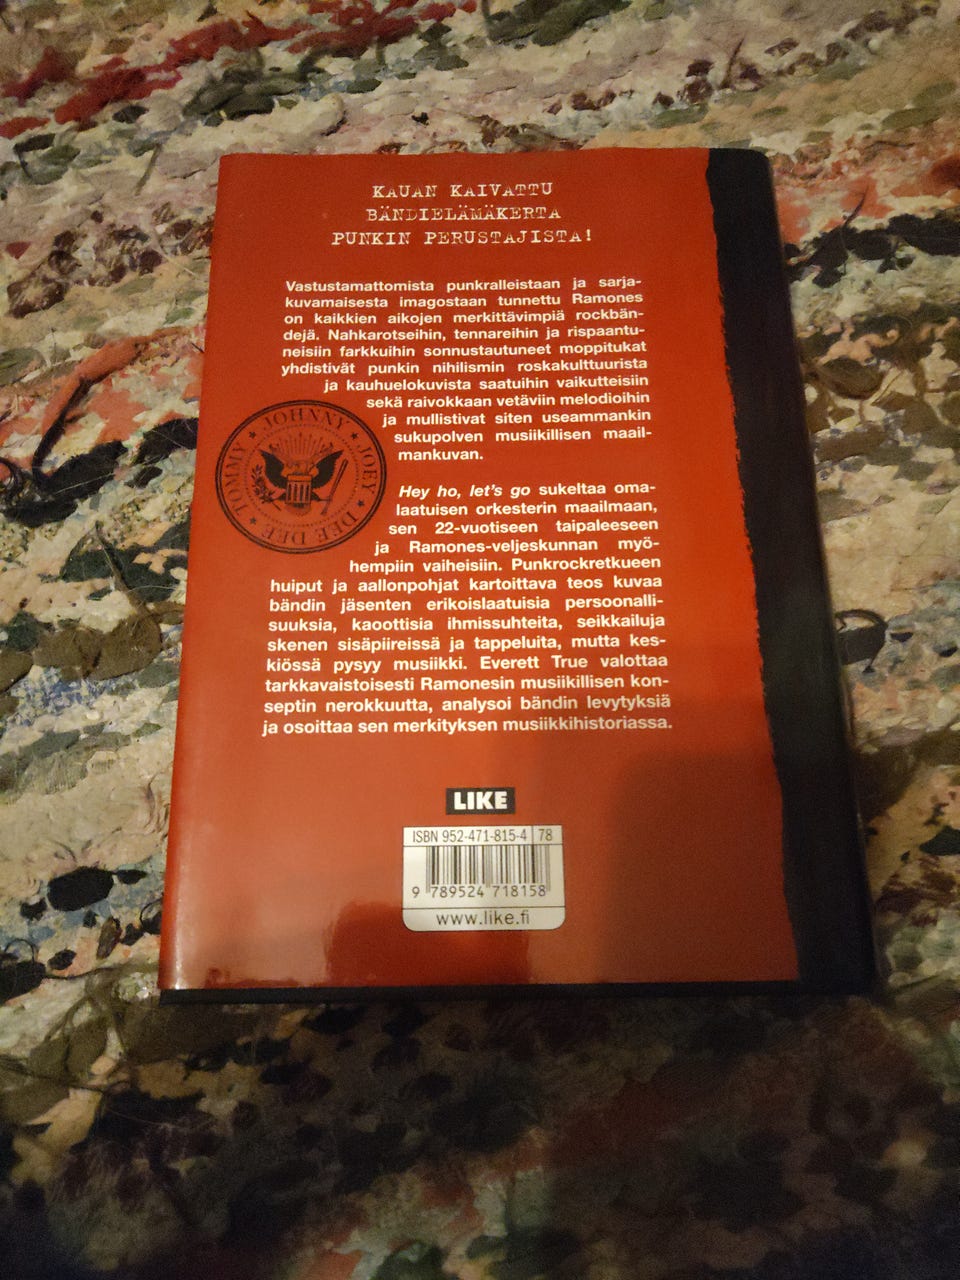 KAUAN KAIVATTU
BÄNDIELÄMÄKERTA
PUNKIN PERUSTAJISTA!
Vastustamattomista punkralleistaan ja sarja-
kuvamaisesta imagostaan tunnettu Ramones
on kaikkien aikojen merkittävimpiä rockbän-
dejä. Nahkarotseihin, tennareihin ja rispaantu-
neisiin farkkuihin sonnustautuneet moppitukat
yhdistivät punkin nihilismin roskakulttuurista
ja kauhuelokuvista saatuihin vaikutteisiin
sekä raivokkaan vetäviin melodioihin
ja mullistivat siten useammankin
sukupolven musiikillisen maail-
mankuvan.
JOHNNY JOEY DEE DEE TOMMY
Hey ho, let's go sukeltaa oma-
laatuisen orkesterin maailmaan,
sen 22-vuotiseen taipaleeseen
ja Ramones-veljeskunnan myö-
hempiin vaiheisiin. Punkrockretkueen
huiput ja aallonpohjat kartoittava teos kuvaa
bändin jäsenten erikoislaatuisia persoonalli-
suuksia, kaoottisia ihmissuhteita, seikkailuja
skenen sisäpiireissä ja tappeluita, mutta kes-
kiössä pysyy musiikki. Everett True valottaa
tarkkavaistoisesti Ramonesin musiikillisen kon-
septin nerokkuutta, analysoi bändin levytyksiä
ja osoittaa sen merkityksen musiikkihistoriassa.
LIKE
ISBN 952-471-815-4 78
9 789524 718158
www.like.fi